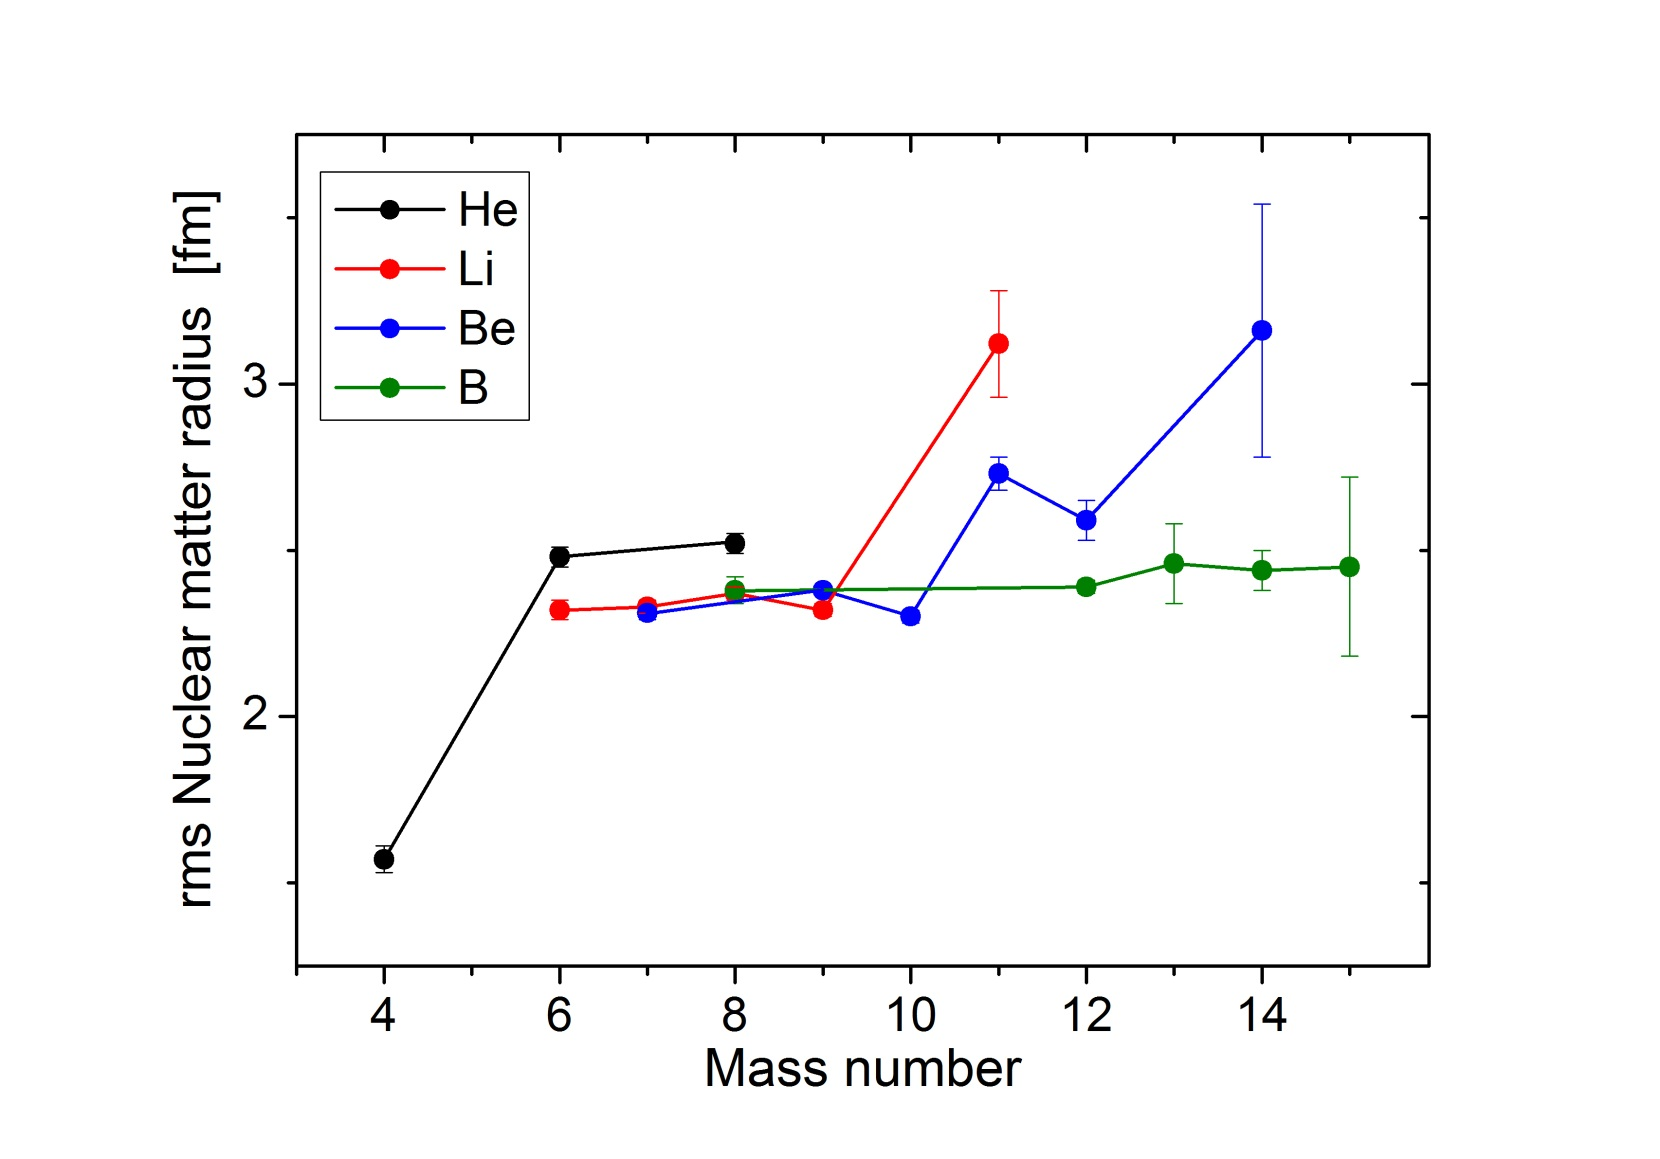 He
Li
Be
B
rms Nuclear matter radius [fm]
3
2
4 6 8 10 12 14
Mass number